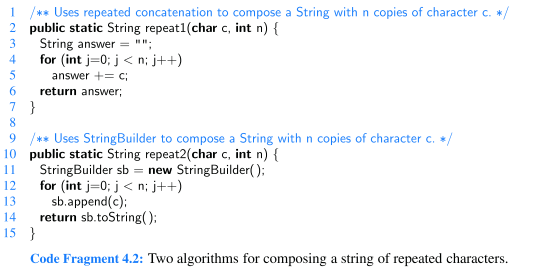 1 /** Uses repeated concatenation to compose a String with n copies of character c. */
2 public static String repeat1(char c, int n) {
3 String answer = "";
4 for (int j=0; j < n; j++)
5 answer += c;
6 return answer;
7 }
8
9 /** Uses StringBuilder to compose a String with n copies of character c. */
10 public static String repeat2(char c, int n) {
11 StringBuilder sb = new StringBuilder( );
12 for (int j=0; j < n; j++)
13 sb.append(c);
14 return sb.toString( );
15 }
Code Fragment 4.2: Two algorithms for composing a string of repeated characters.